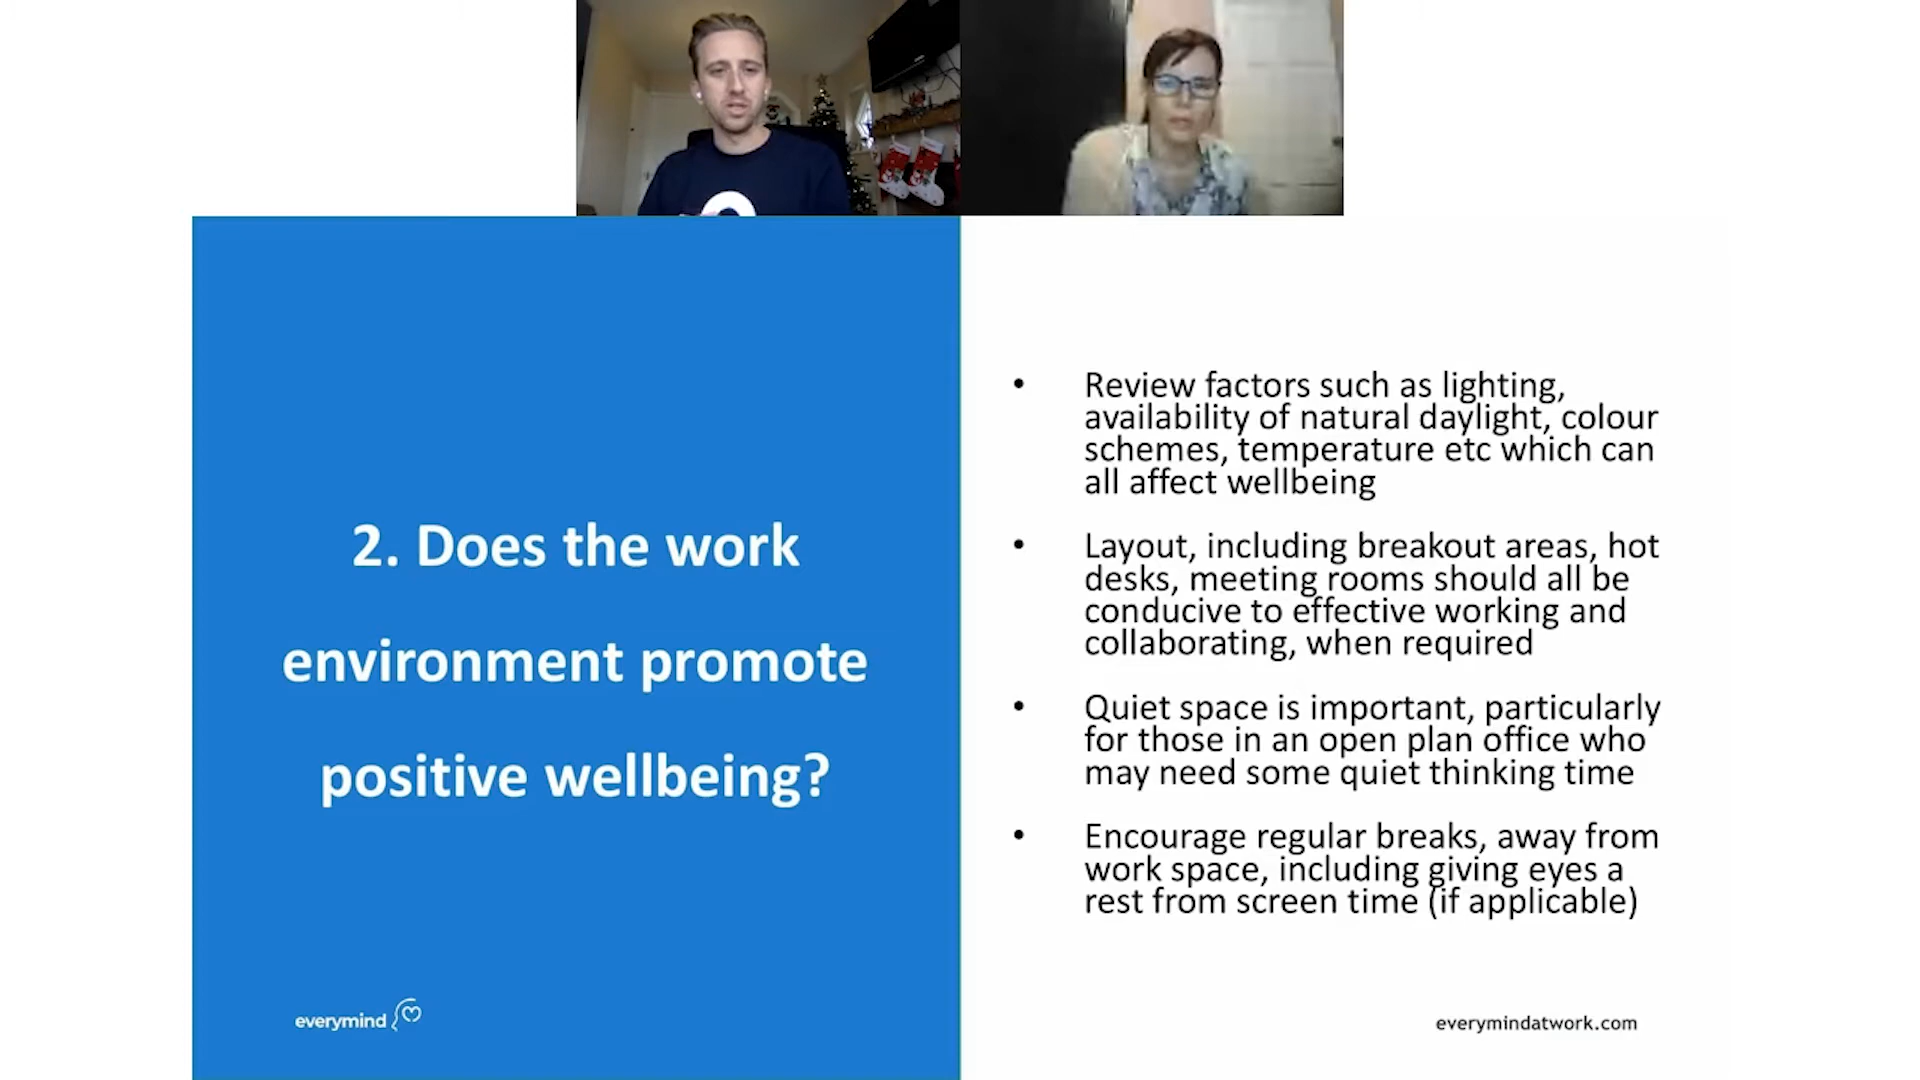 2. Does the work
environment promote
positive wellbeing?
everymind
• Review factors such as lighting,
availability of natural daylight, colour
schemes, temperature etc which can
all affect wellbeing
• Layout, including breakout areas, hot
desks, meeting rooms should all be
conducive to effective working and
collaborating, when required
• Quiet space is important, particularly
for those in an open plan office who
may need some quiet thinking time
• Encourage regular breaks, away from
work space, including giving eyes a
rest from screen time (if applicable)
everymindatwork.com